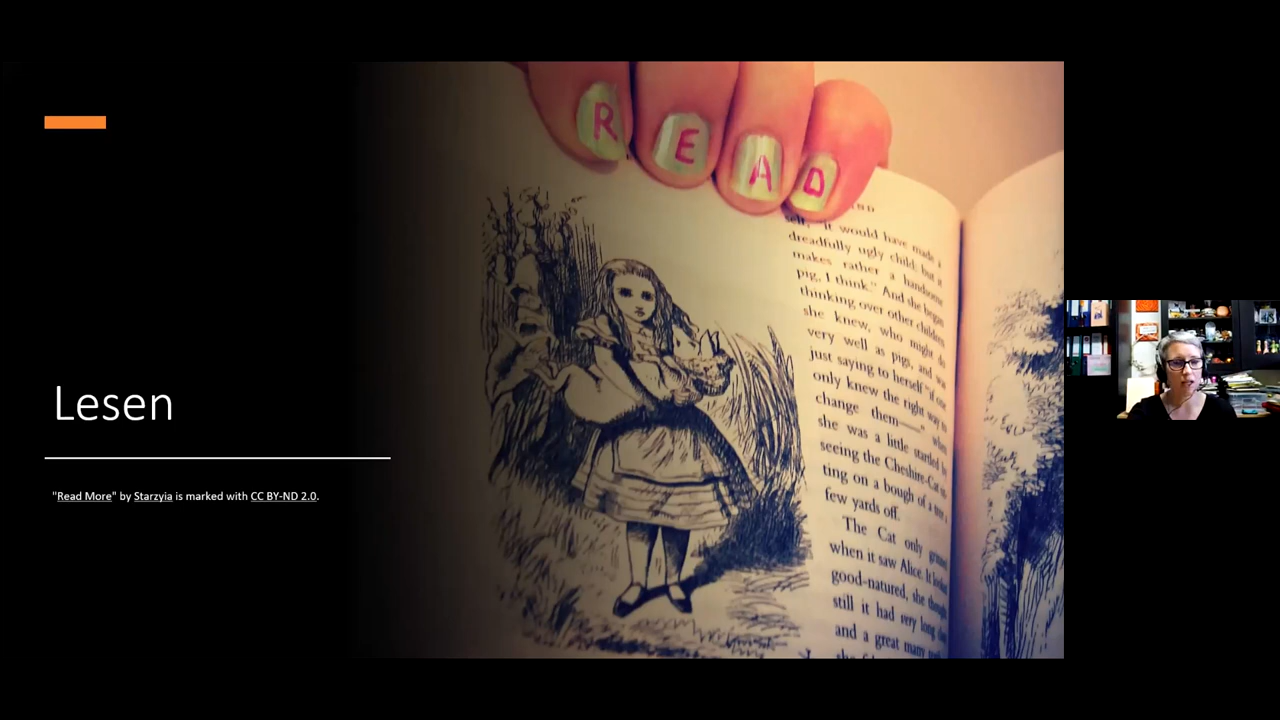 Lesen
"Read More" by Starzyia is marked with CC BY-ND 2.0.
R E A D
self, "it would have made a
dreadfully ugly child: but it
makes rather a handsome
pig, I think." And she began
thinking over other children
she knew, who might do
very well as pigs, and was
just saying to herself "if one
only knew the right way to
change them——" when
she was a little startled by
seeing the Cheshire-Cat
ting on a bough of a tree a
few yards off.
The Cat only
when it saw Alice. It looked
good-natured, she thought
still it had very long
and a great many